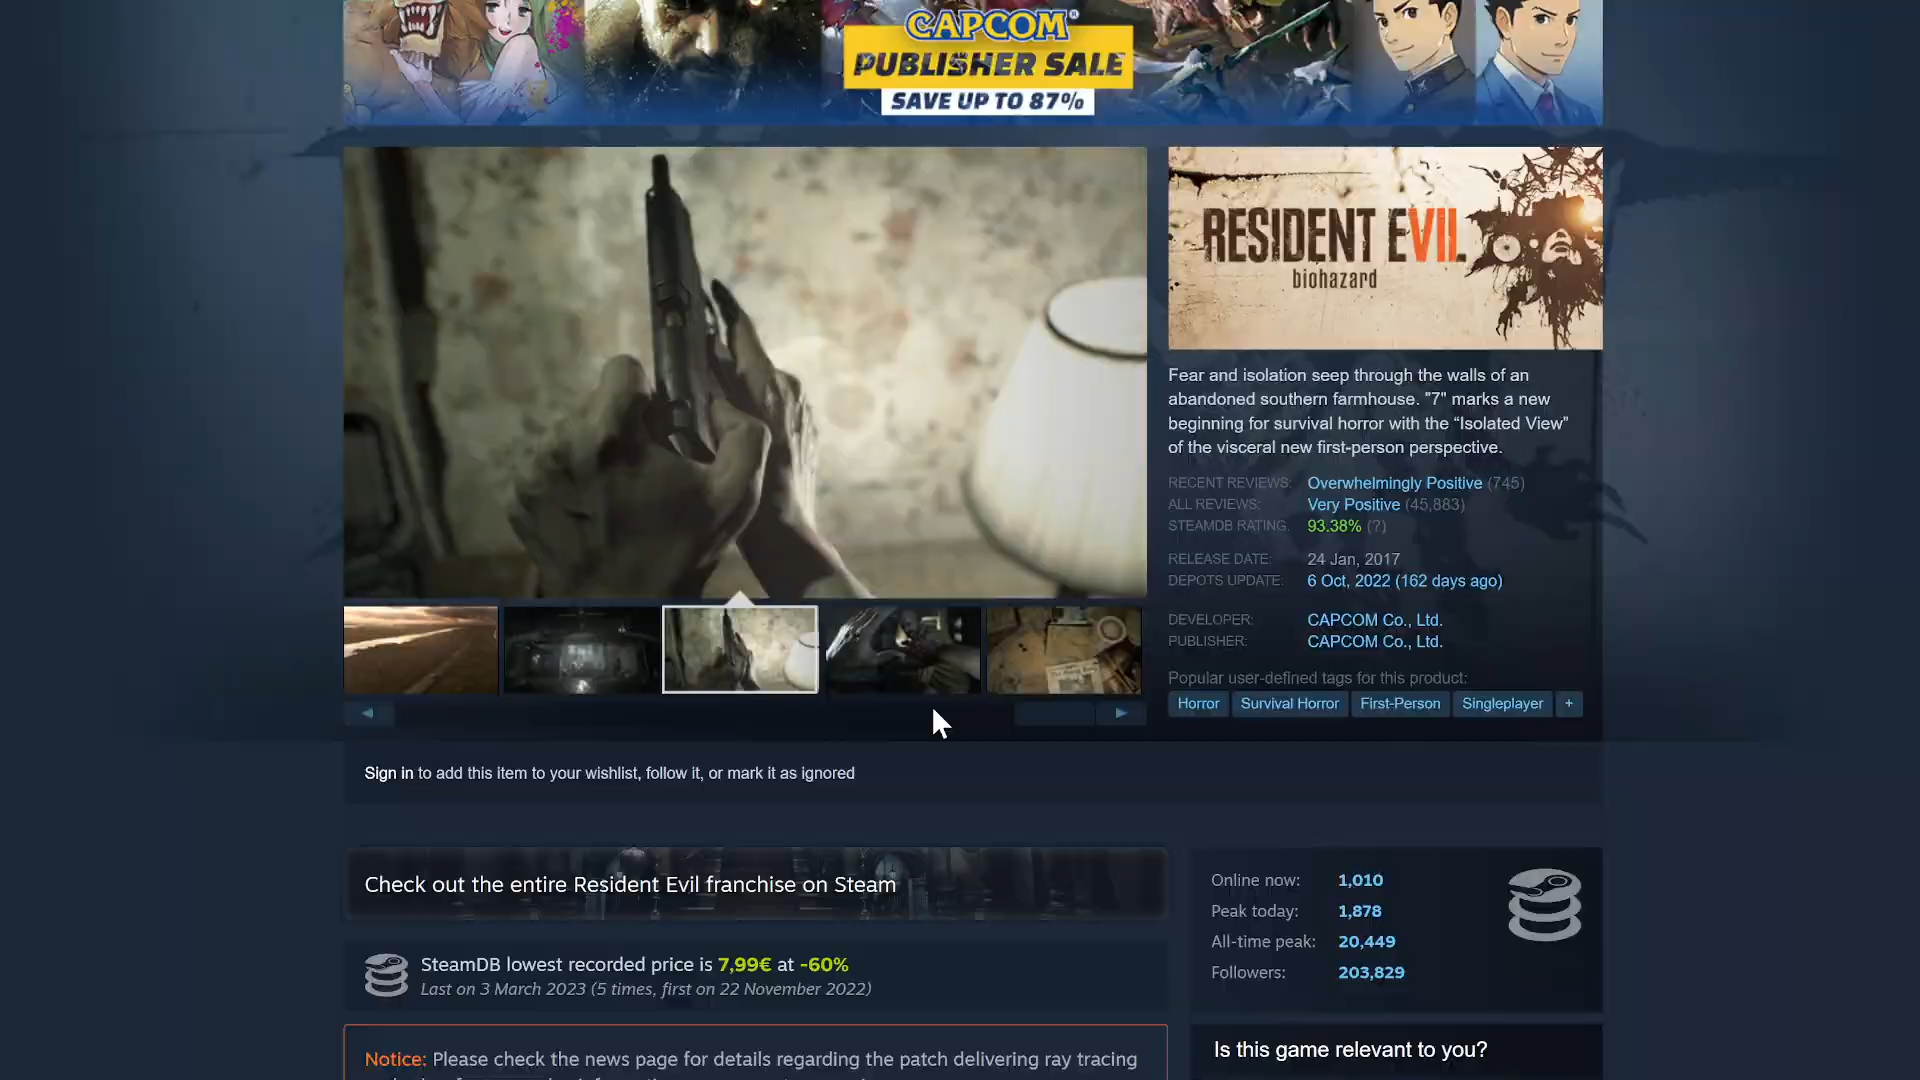 CAPCOM
PUBLISHER SALE
SAVE UP TO 87%
RESIDENT EVIL
biohazard
Fear and isolation seep through the walls of an
abandoned southern farmhouse. "7" marks a new
beginning for survival horror with the “Isolated View”
of the visceral new first-person perspective.
RECENT REVIEWS: Overwhelmingly Positive (745)
ALL REVIEWS: Very Positive (45,883)
STEAMDB RATING: 93.38% (?)
RELEASE DATE: 24 Jan, 2017
DEPOTS UPDATE: 6 Oct, 2022 (162 days ago)
DEVELOPER: CAPCOM Co., Ltd.
PUBLISHER: CAPCOM Co., Ltd.
Popular user-defined tags for this product:
Horror Survival Horror First-Person Singleplayer +
Sign in to add this item to your wishlist, follow it, or mark it as ignored
Check out the entire Resident Evil franchise on Steam
Online now: 1,010
Peak today: 1,878
All-time peak: 20,449
Followers: 203,829
SteamDB lowest recorded price is 7,99€ at -60%
Last on 3 March 2023 (5 times, first on 22 November 2022)
Notice: Please check the news page for details regarding the patch delivering ray tracing
Is this game relevant to you?